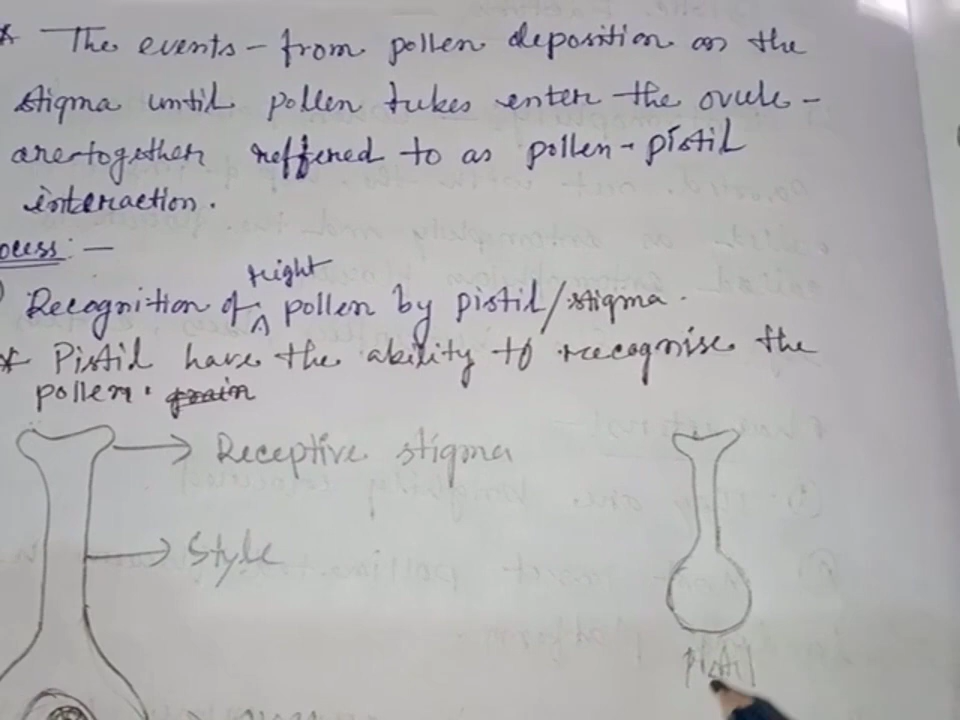 * The events - from pollen deposition on the
stigma until pollen tubes enter the ovule -
are together reffered to as pollen - pistil
interaction.
ocess : —
right
Recognition of ^ pollen by pistil/stigma.
* Pistil have the ability to recognise the
pollen. grain
Receptive stigma
Style
Pistil